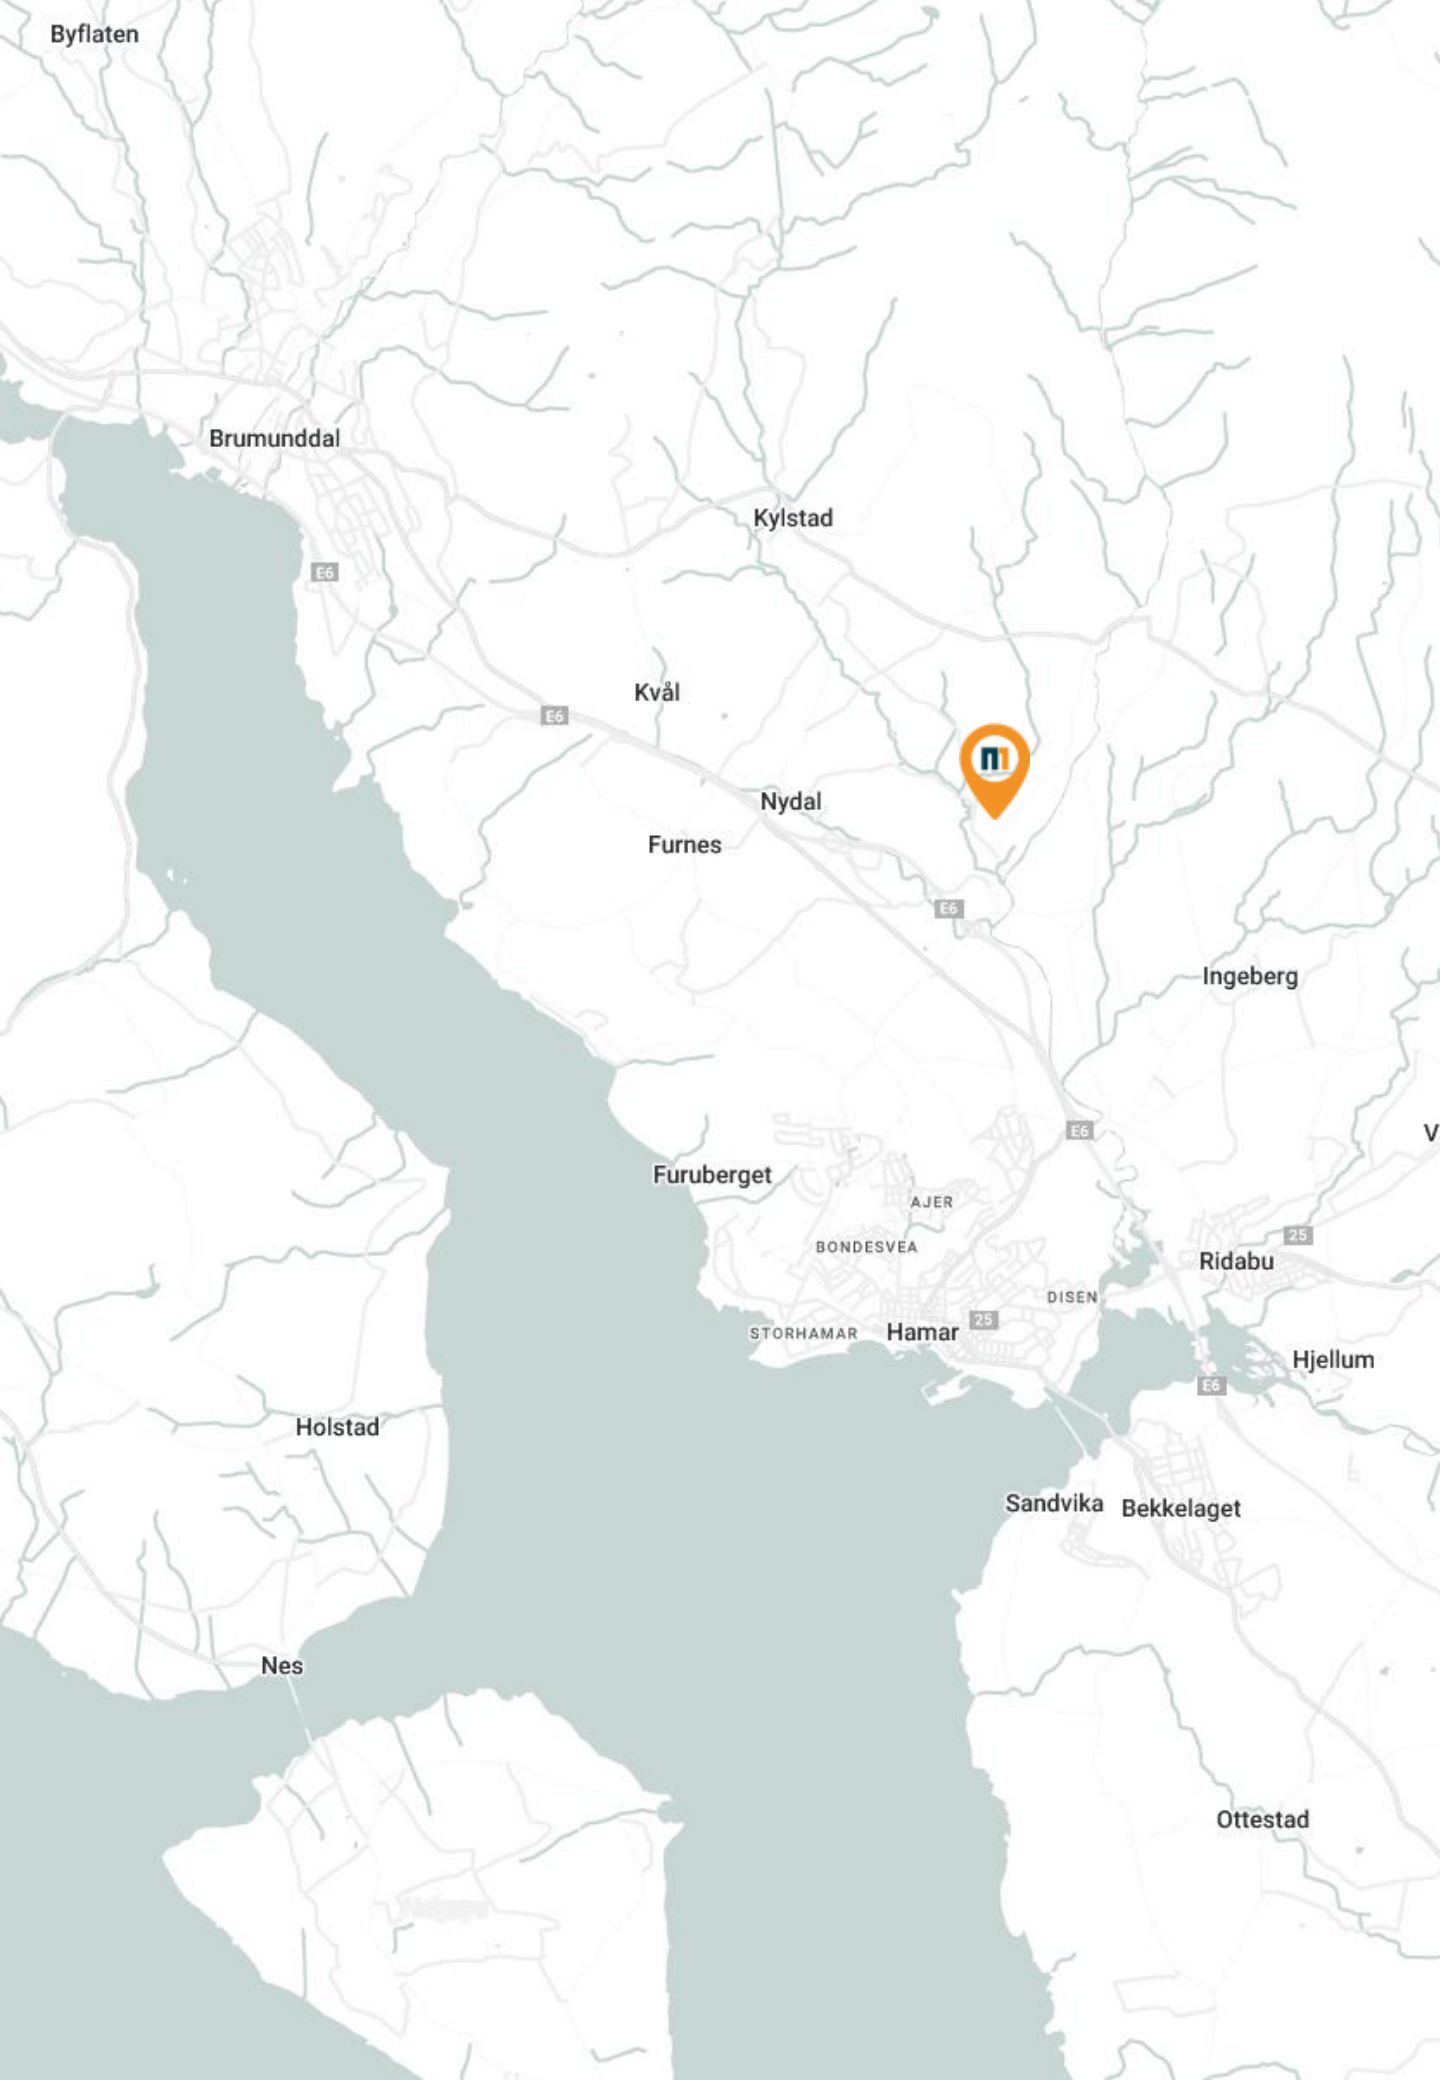 Byflaten
Brumunddal
Kylstad
E6
Kvål
E6
Nydal
Furnes
E6
Ingeberg
E6
V
Furuberget
AJER
25
BONDESVEA
Ridabu
DISEN
25
STORHAMAR
Hamar
Hjellum
E6
Holstad
Sandvika
Bekkelaget
Nes
Ottestad